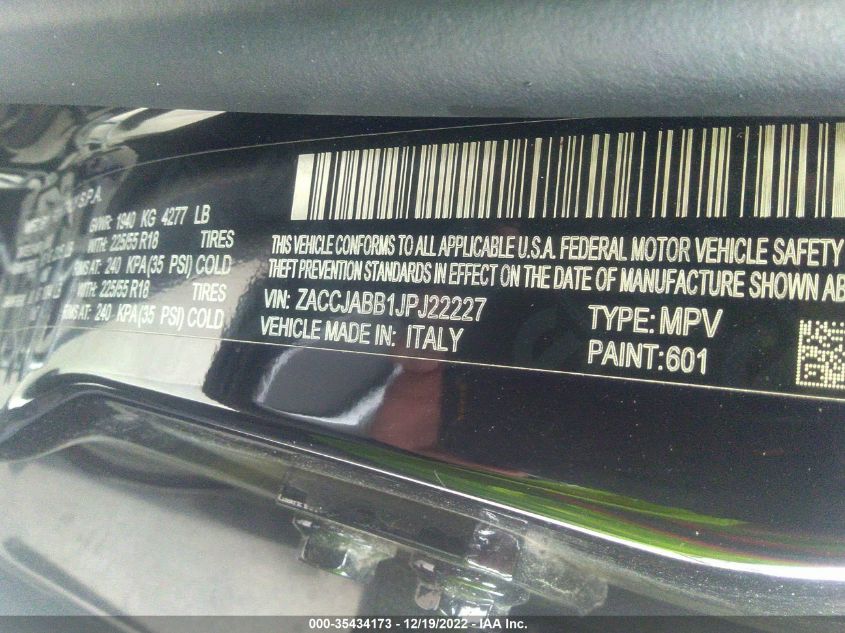 SPA
GVWR: 1940 KG 4277 LB
WITH: 225/55 R18 TIRES
RIMS AT: 240 KPA(35 PSI) COLD
WITH: 225/55 R18 TIRES
RIMS AT: 240 KPA(35 PSI) COLD
THIS VEHICLE CONFORMS TO ALL APPLICABLE U.S.A. FEDERAL MOTOR VEHICLE SAFETY
THEFT PREVENTION STANDARDS IN EFFECT ON THE DATE OF MANUFACTURE SHOWN AB
VIN: ZACCJABB1JPJ22227 TYPE: MPV
VEHICLE MADE IN: ITALY PAINT:601
000-35434173 - 12/19/2022 - IAA Inc.